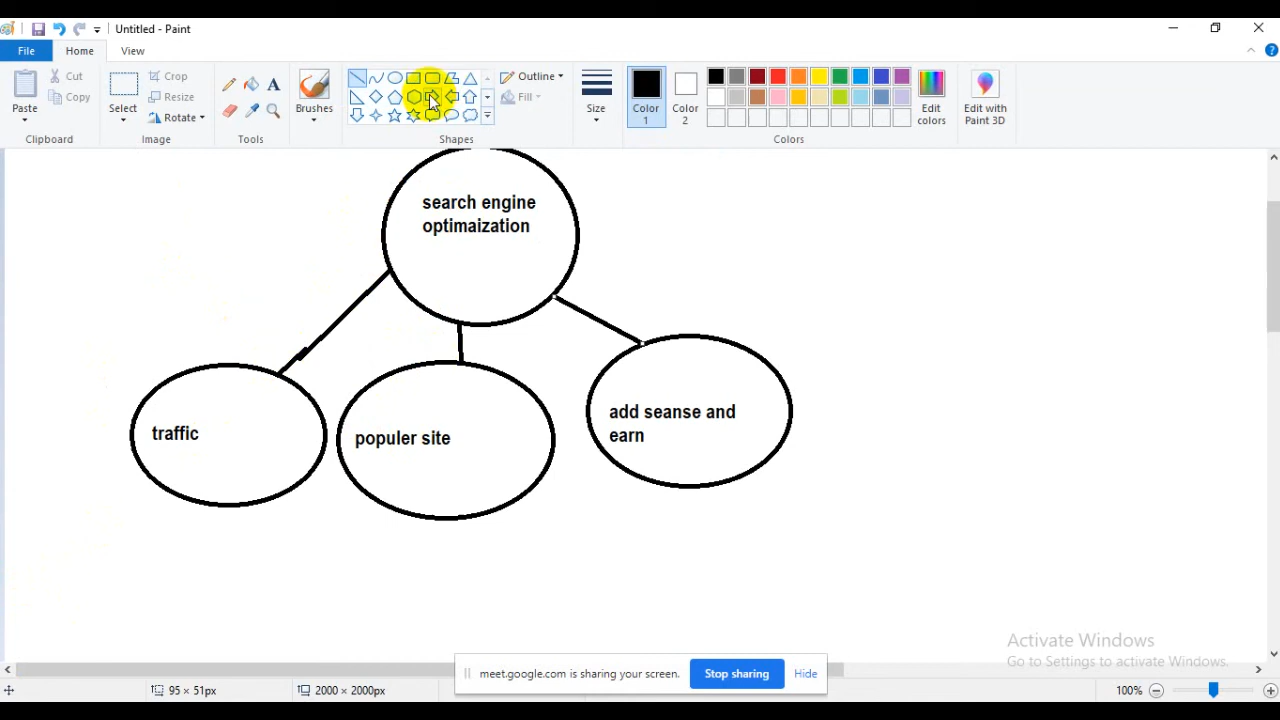 Untitled - Paint
File
Home
View
Paste
Cut
Copy
Clipboard
Select
Crop
Resize
Rotate
Image
A
Tools
Brushes
Shapes
Outline
Fill
Size
Color
1
Color
2
Colors
Edit
colors
Edit with
Paint 3D
search engine
optimaization
traffic
populer site
add seanse and
earn
Activate Windows
Go to Settings to activate Windows.
meet.google.com is sharing your screen.
Stop sharing
Hide
95 × 51px
2000 × 2000px
100%